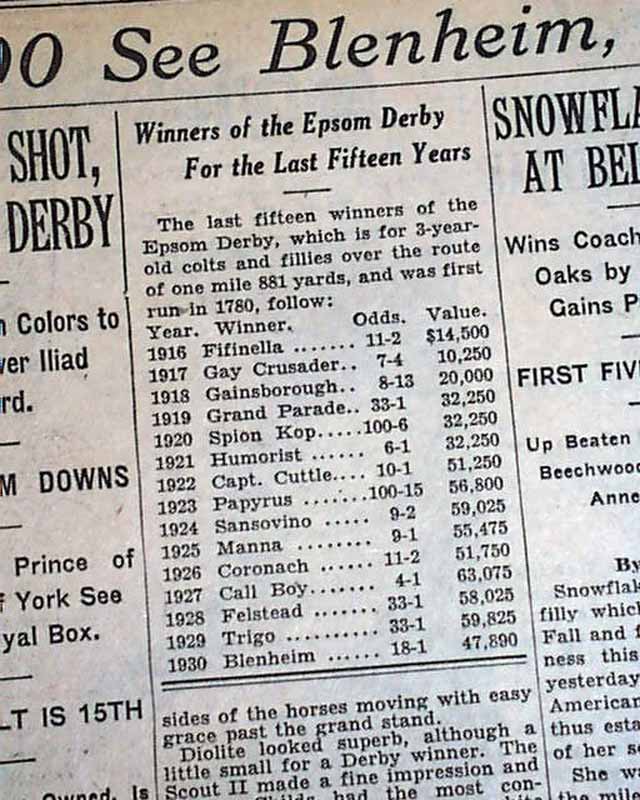 00 See Blenheim,
SHOT,
DERBY
Colors to
ver Iliad
rd.
M DOWNS
Prince of
f York See
yal Box.
LT IS 15TH
Owned, Is
Winners of the Epsom Derby
For the Last Fifteen Years
The last fifteen winners of the
Epsom Derby, which is for 3-year-
old colts and fillies over the route
of one mile 881 yards, and was first
run in 1780, follow:
Year. Winner. Odds. Value.
1916 Fifinella ....... 11-2 $14,500
1917 Gay Crusader.. 7-4 10,250
1918 Gainsborough.. 8-13 20,000
1919 Grand Parade.. 33-1 32,250
1920 Spion Kop.....100-6 32,250
1921 Humorist ...... 6-1 32,250
1922 Capt. Cuttle.... 10-1 51,250
1923 Papyrus .......100-15 56,800
1924 Sansovino ..... 9-2 59,025
1925 Manna ........ 9-1 55,475
1926 Coronach ...... 11-2 51,750
1927 Call Boy....... 4-1 63,075
1928 Felstead ....... 33-1 58,025
1929 Trigo .......... 33-1 59,825
1930 Blenheim ...... 18-1 47,890
sides of the horses moving with easy
grace past the grand stand.
Diolite looked superb, although a
little small for a Derby winner. The
Scout II made a fine impression and
had the most con-
SNOWFLA
AT BEL
Wins Coach
Oaks by
Gains P
FIRST FIV
Up Beaten
Beechwood
Anne
By
Snowflak
filly which
Fall and f
ness this
yesterday
American
thus esta
of her s
She wa
the mile